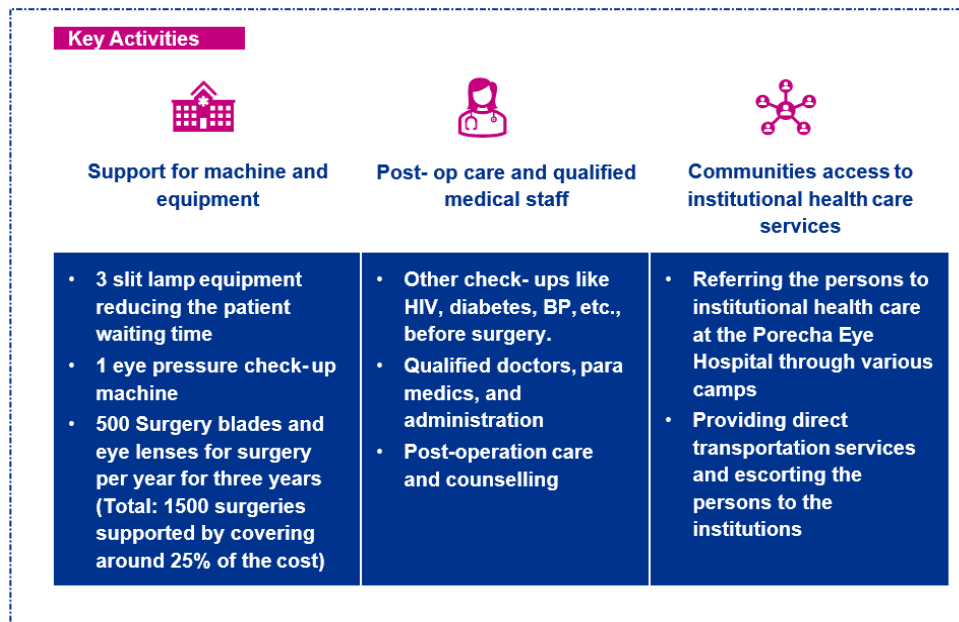 Key Activities
Support for machine and
equipment
Post- op care and qualified
medical staff
Communities access to
institutional health care
services
• 3 slit lamp equipment
reducing the patient
waiting time
• 1 eye pressure check-up
machine
• 500 Surgery blades and
eye lenses for surgery
per year for three years
(Total: 1500 surgeries
supported by covering
around 25% of the cost)
• Other check- ups like
HIV, diabetes, BP, etc.,
before surgery.
• Qualified doctors, para
medics, and
administration
• Post-operation care
and counselling
• Referring the persons to
institutional health care
at the Porecha Eye
Hospital through various
camps
• Providing direct
transportation services
and escorting the
persons to the
institutions